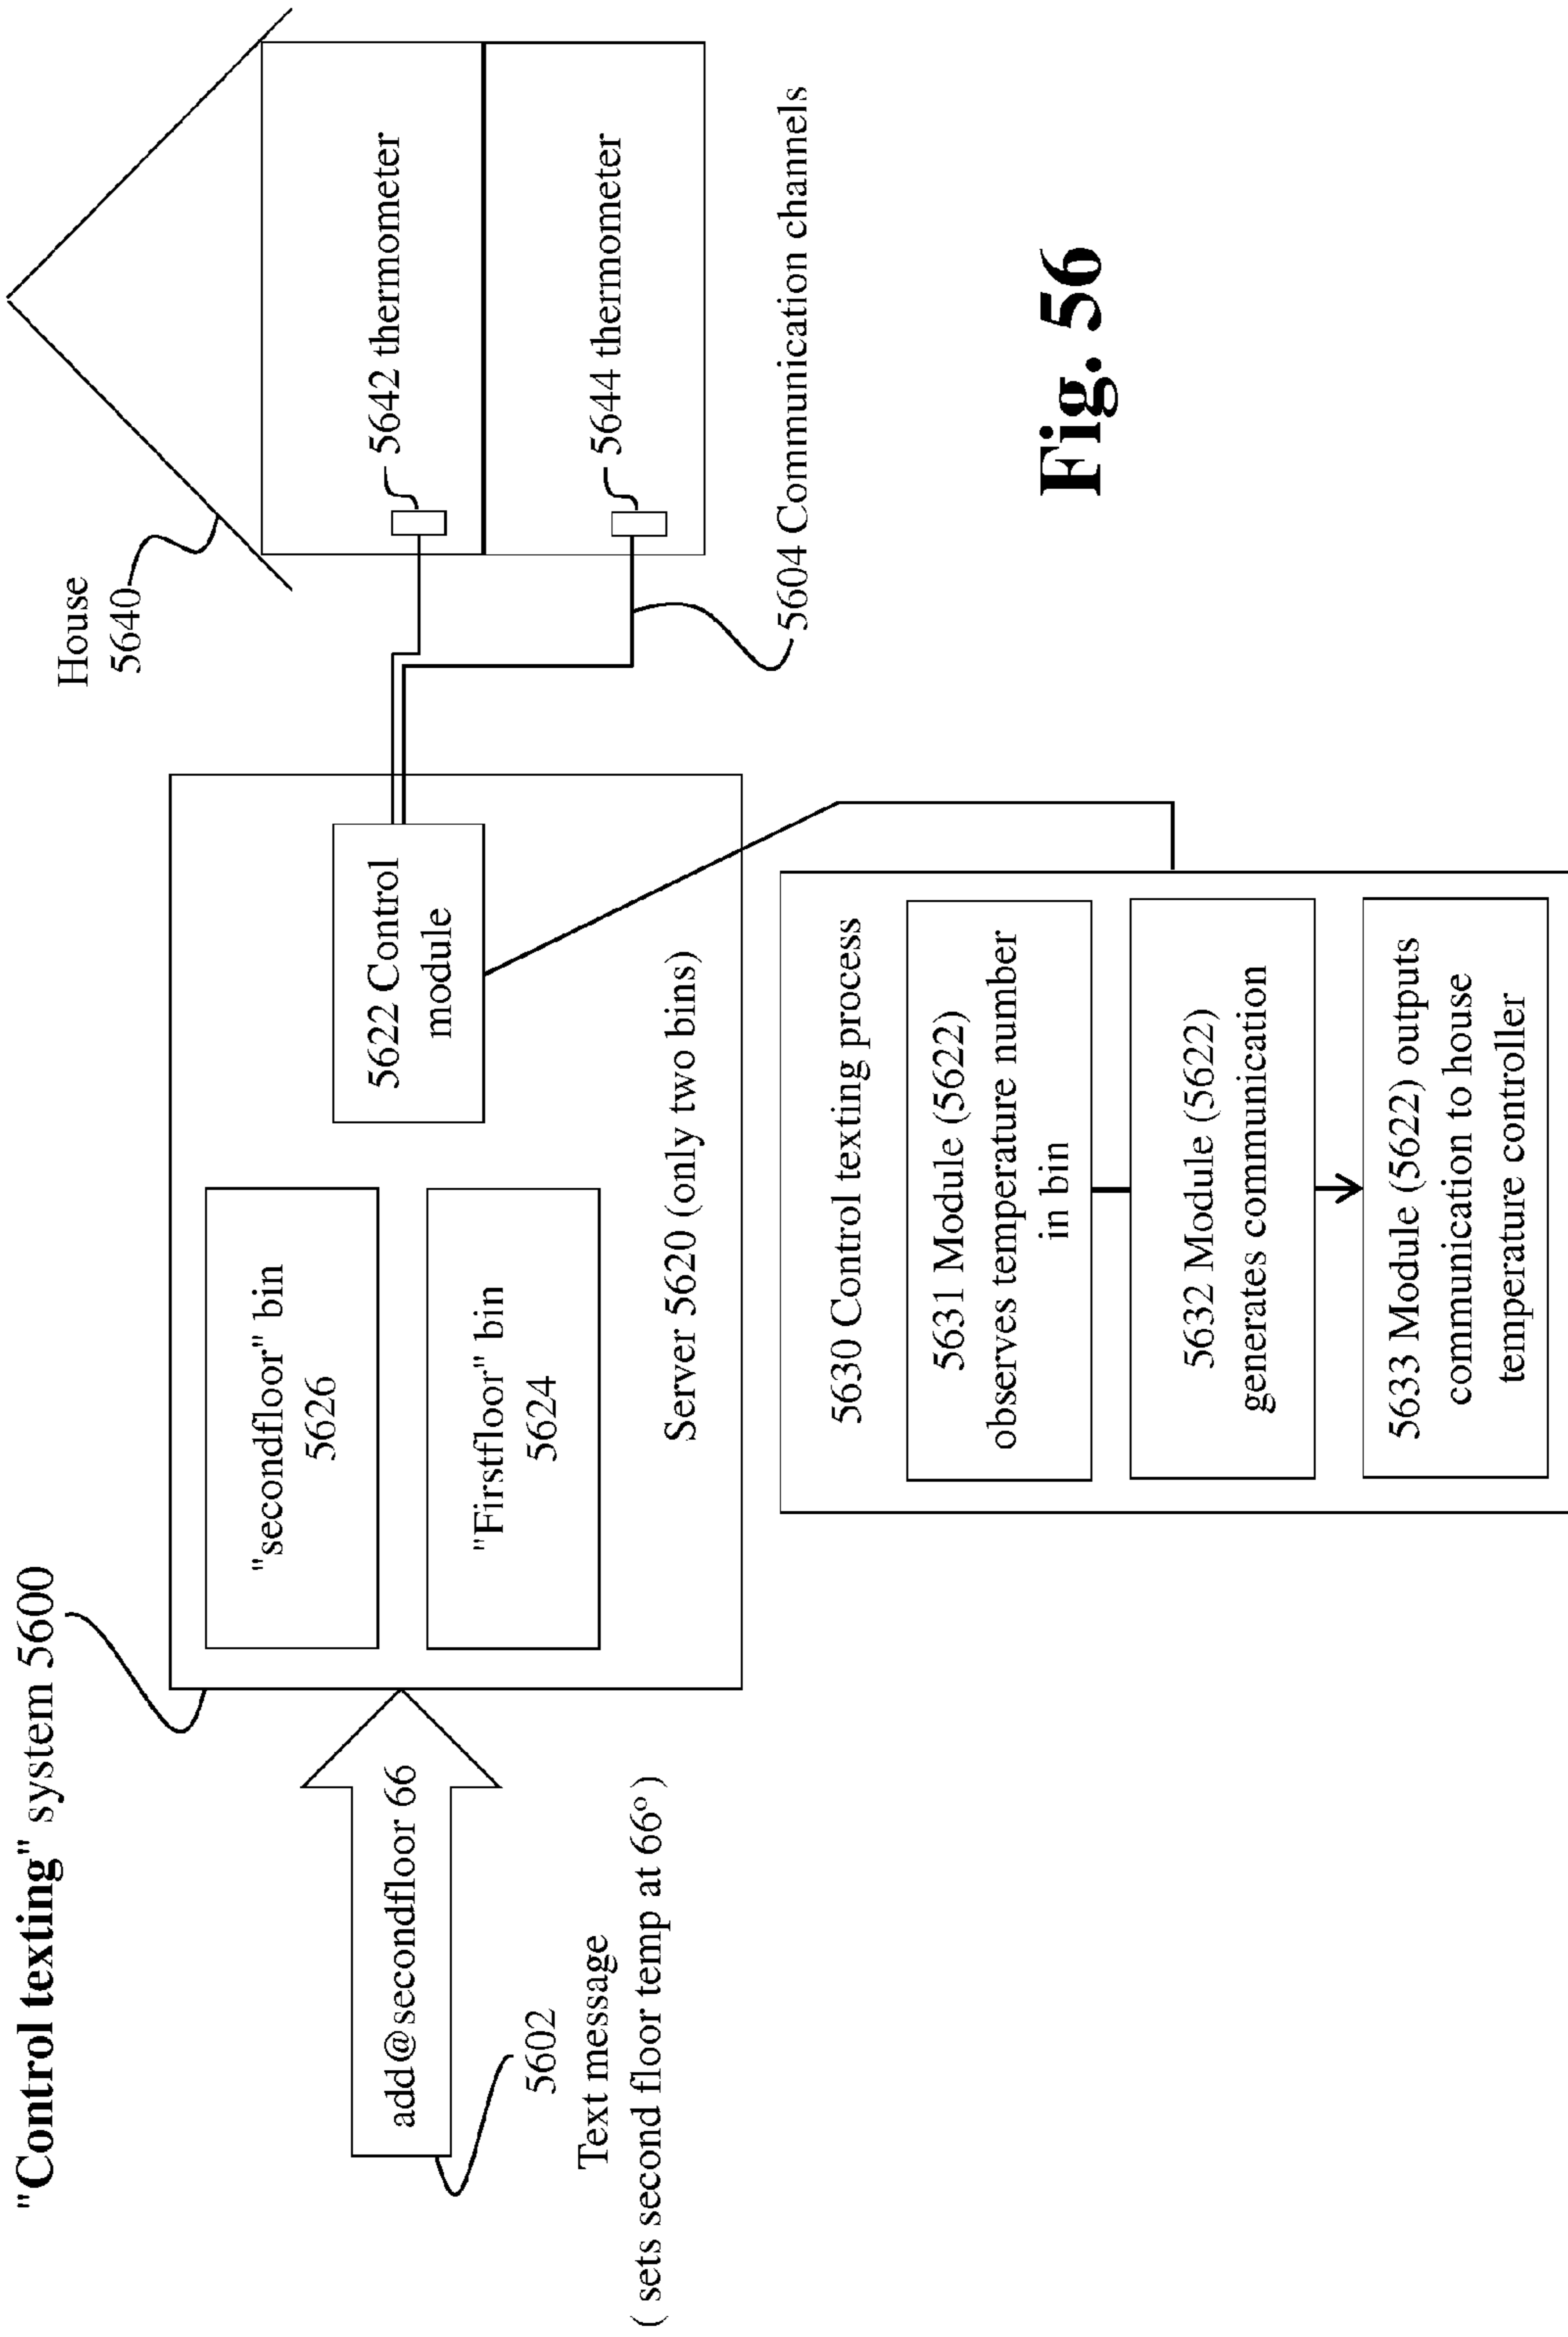 "Control texting" system 5600
House
5640
"secondfloor" bin
5626
5622 Control
module
5642 thermometer
add@secondfloor 66
"Firstfloor" bin
5624
5644 thermometer
5602
Text message
( sets second floor temp at 66º )
Server 5620 (only two bins)
5604 Communication channels
5630 Control texting process
5631 Module (5622)
observes temperature number
in bin
5632 Module (5622)
generates communication
5633 Module (5622) outputs
communication to house
temperature controller
Fig. 56